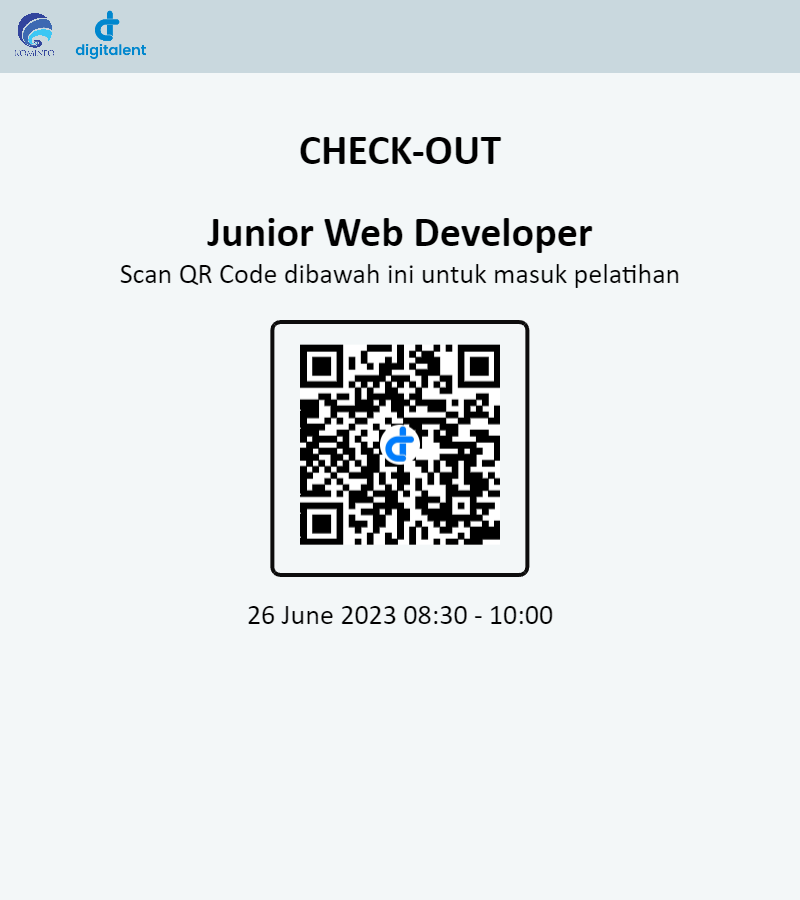 KOMINFO
digitalent
CHECK-OUT
Junior Web Developer
Scan QR Code dibawah ini untuk masuk pelatihan
26 June 2023 08:30 - 10:00